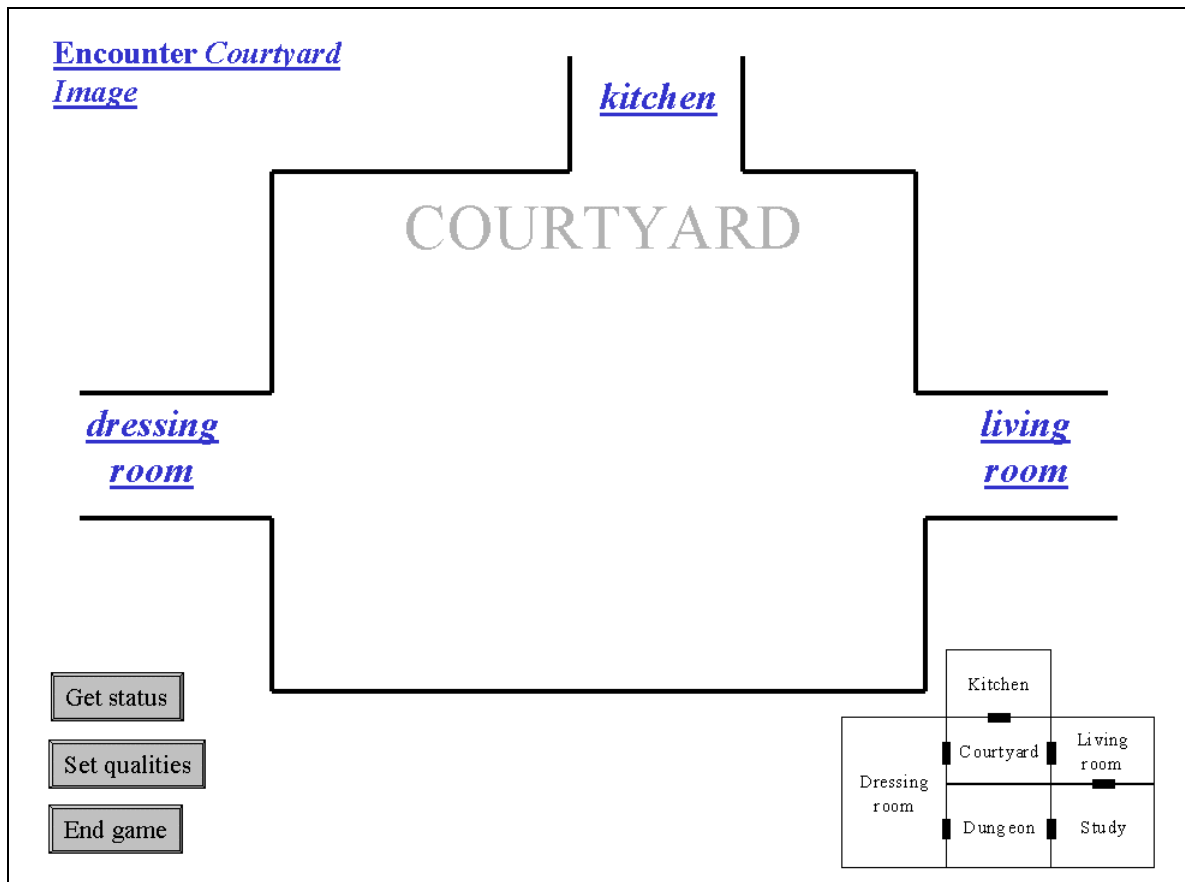 Encounter Courtyard
Image
kitchen
COURTYARD
dressing
room
living
room
Get status
Set qualities
End game
Kitchen
Courtyard
Living
room
Dressing
room
Dungeon
Study